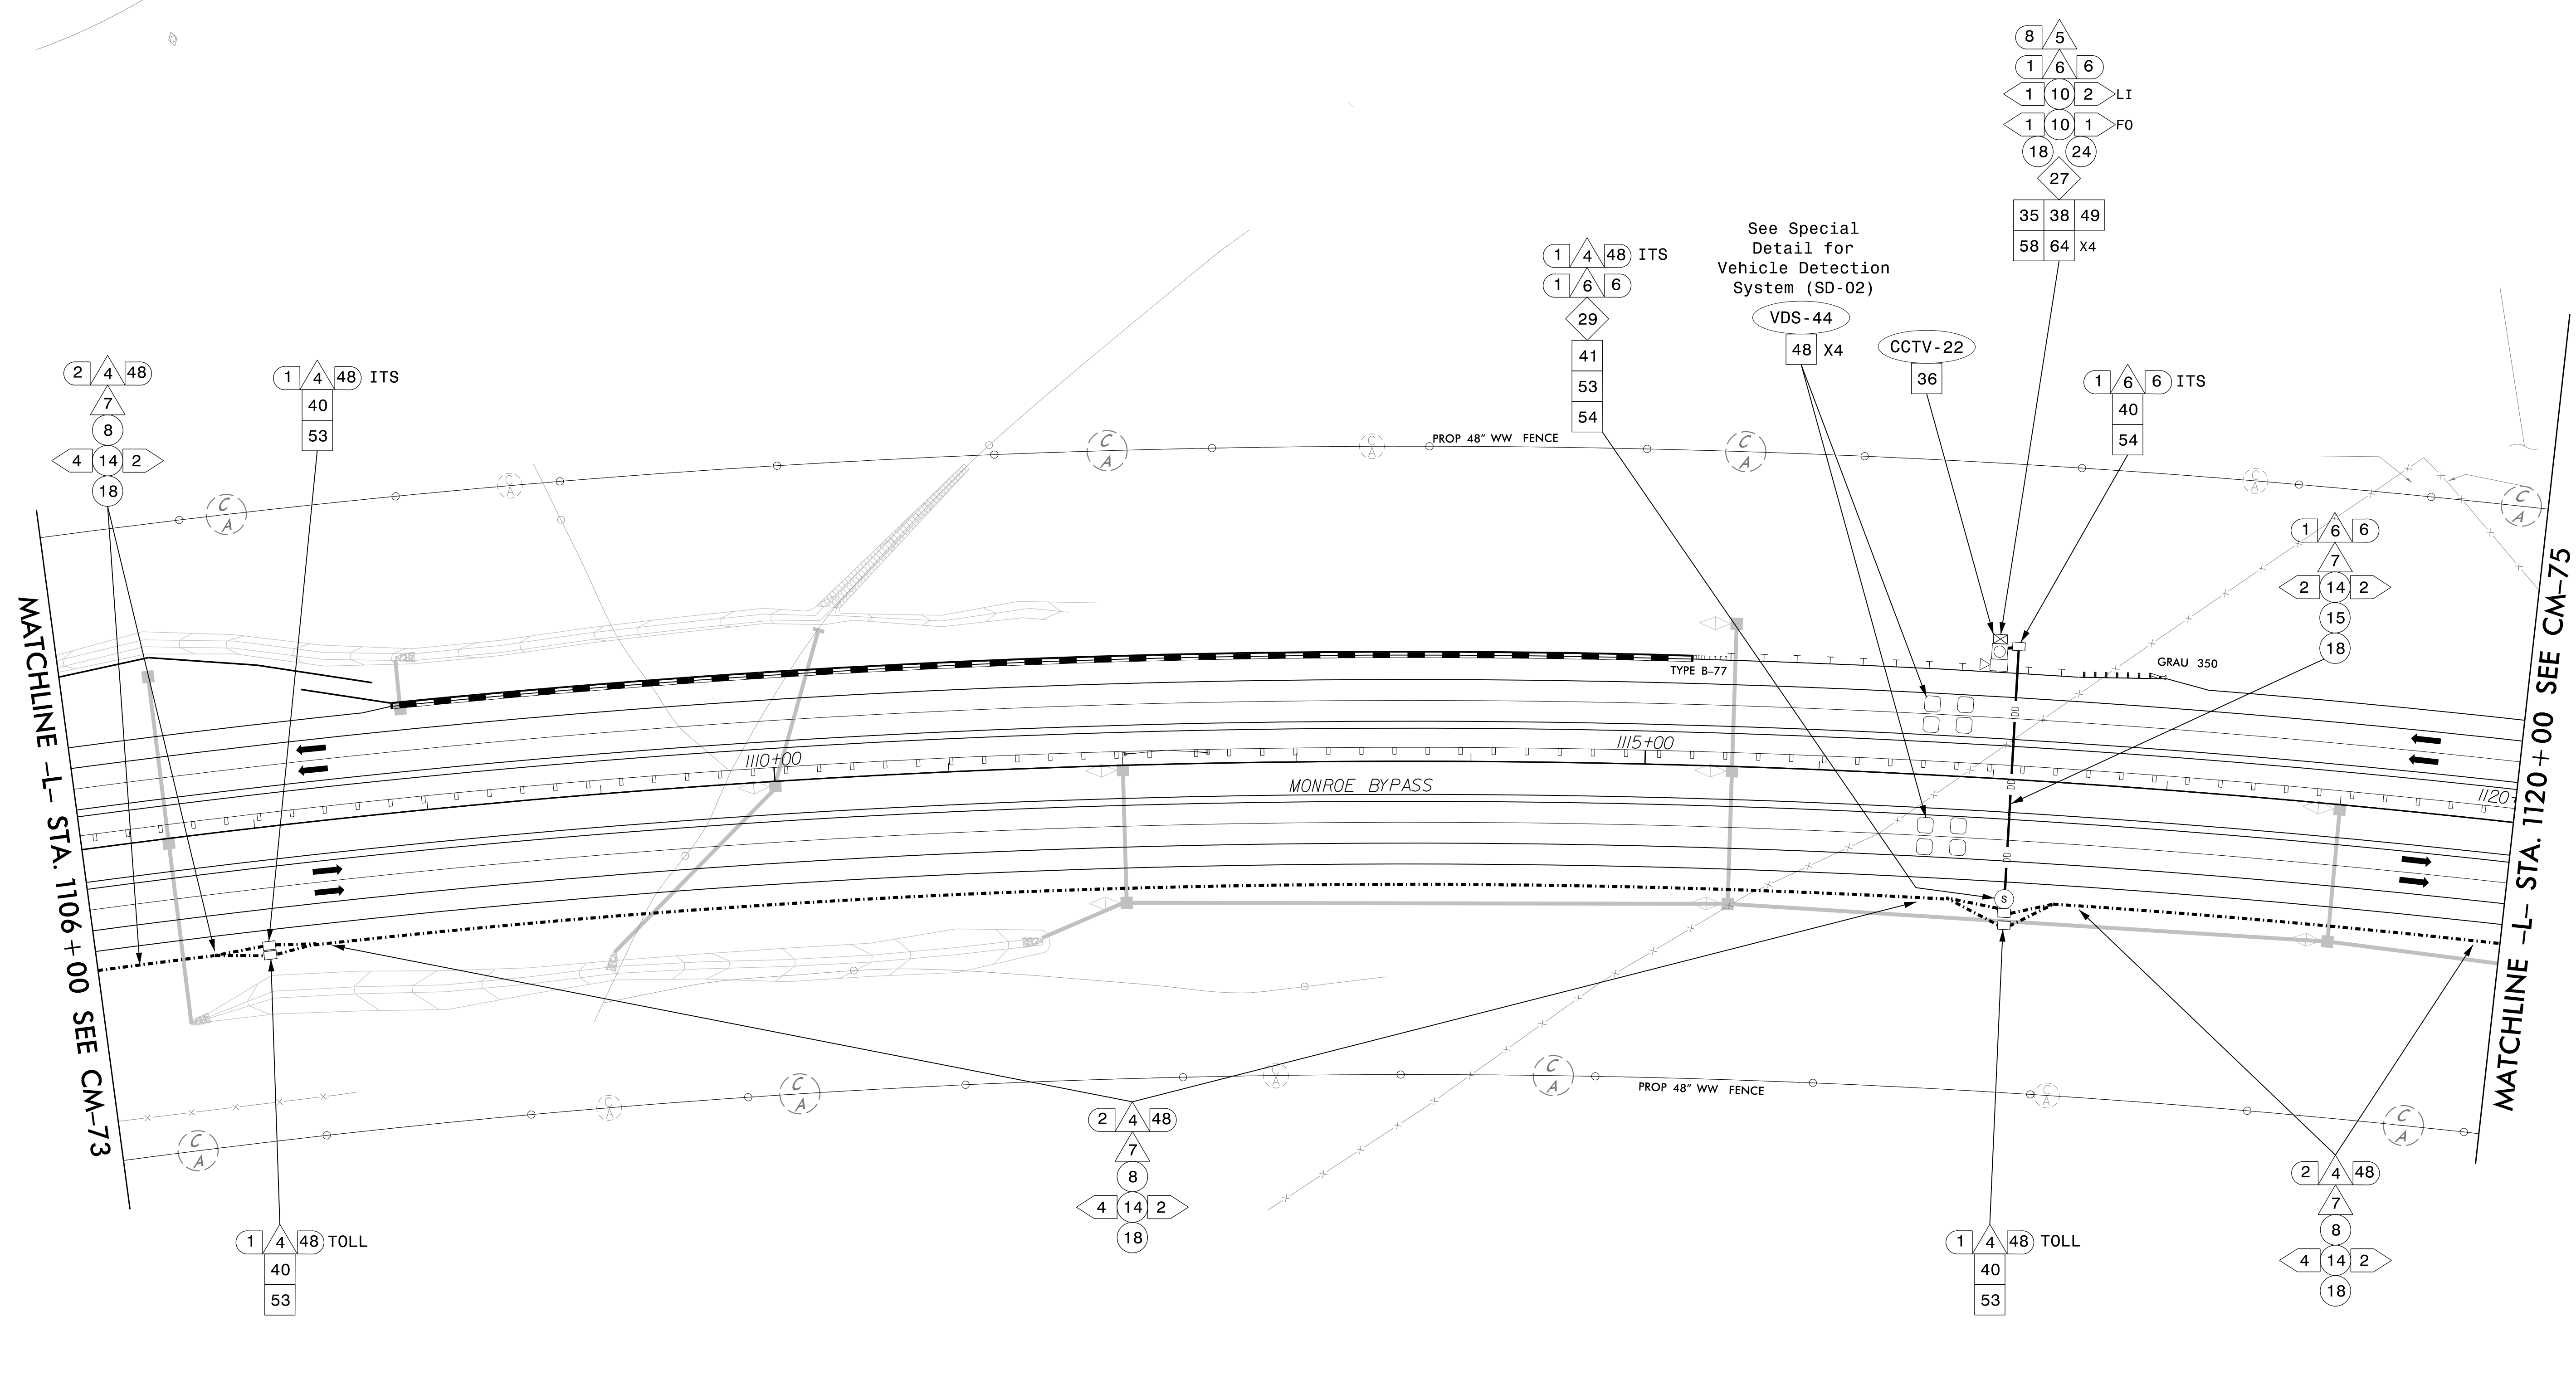 8 5
1 6 6
1 10 2 LI
1 10 1 FO
18 24
27
35 38 49
58 64 X4
See Special
Detail for
Vehicle Detection
System (SD-02)
VDS-44
48 X4
CCTV-22
36
1 4 48 ITS
1 6 6
29
41
53
54
2 4 48
7
8
4 14 2
18
1 4 48 ITS
40
53
1 6 6 ITS
40
54
1 6 6
7
2 14 2
15
18
PROP 48" WW FENCE
C
A
C
A
C
A
C
A
C
A
C
A
C
A
TYPE B-77
GRAU 350
1110+00
1115+00
1120+
MONROE BYPASS
S
MATCHLINE -L- STA. 1106+00 SEE CM-73
MATCHLINE -L- STA. 1120+00 SEE CM-75
PROP 48" WW FENCE
C
A
C
A
C
A
C
A
C
A
C
A
C
A
2 4 48
7
8
4 14 2
18
1 4 48 TOLL
40
53
1 4 48 TOLL
40
53
2 4 48
7
8
4 14 2
18